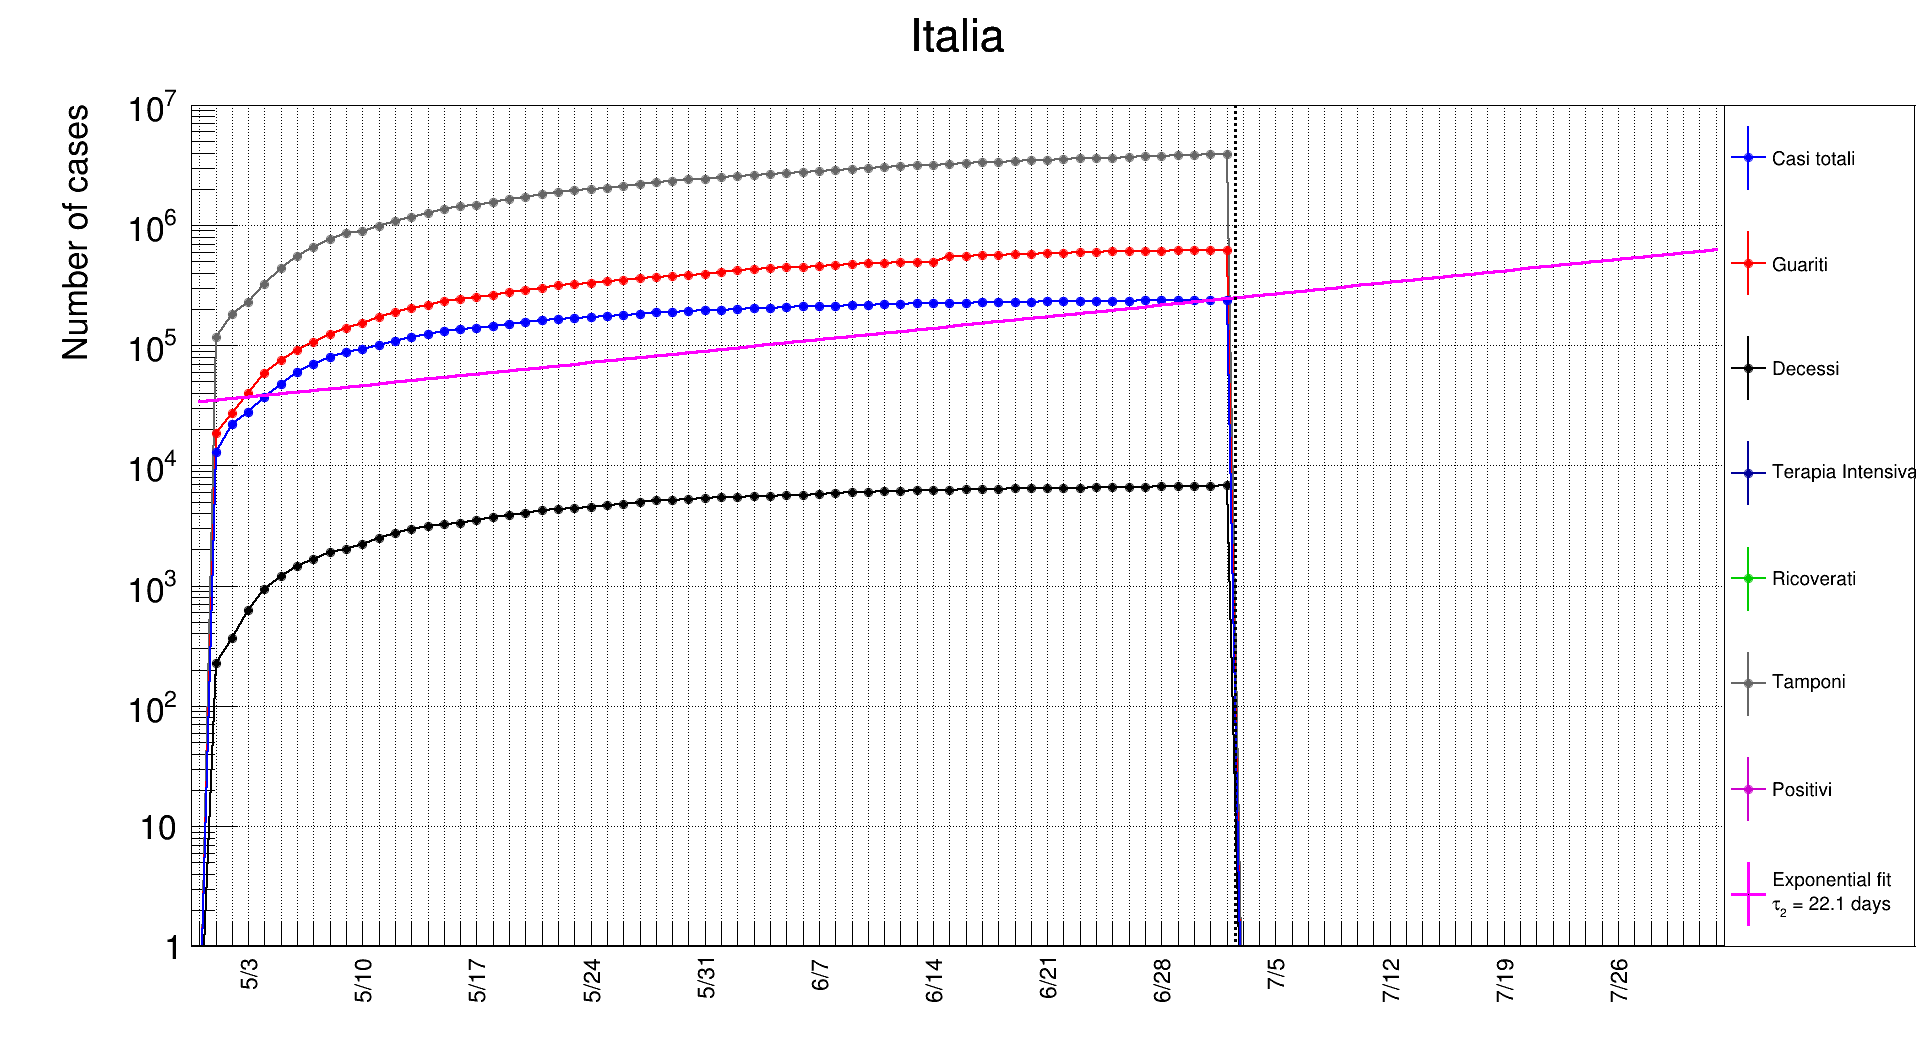 Italia
Number of cases
10^7
10^6
10^5
10^4
10^3
10^2
10
1
5/3
5/10
5/17
5/24
5/31
6/7
6/14
6/21
6/28
7/5
7/12
7/19
7/26
Casi totali
Guariti
Decessi
Terapia Intensiva
Ricoverati
Tamponi
Positivi
Exponential fit
τ₂ = 22.1 days